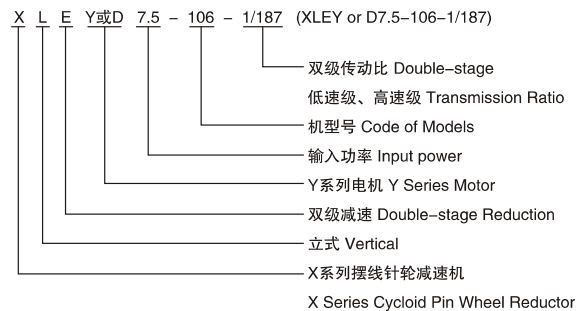 X L E Y或D 7.5 - 106 - 1/187 (XLEY or D7.5-106-1/187)
双级传动比 Double-stage
低速级、高速级 Transmission Ratio
机型号 Code of Models
输入功率 Input power
Y系列电机 Y Series Motor
双级减速 Double-stage Reduction
立式 Vertical
X系列摆线针轮减速机
X Series Cycloid Pin Wheel Reductor